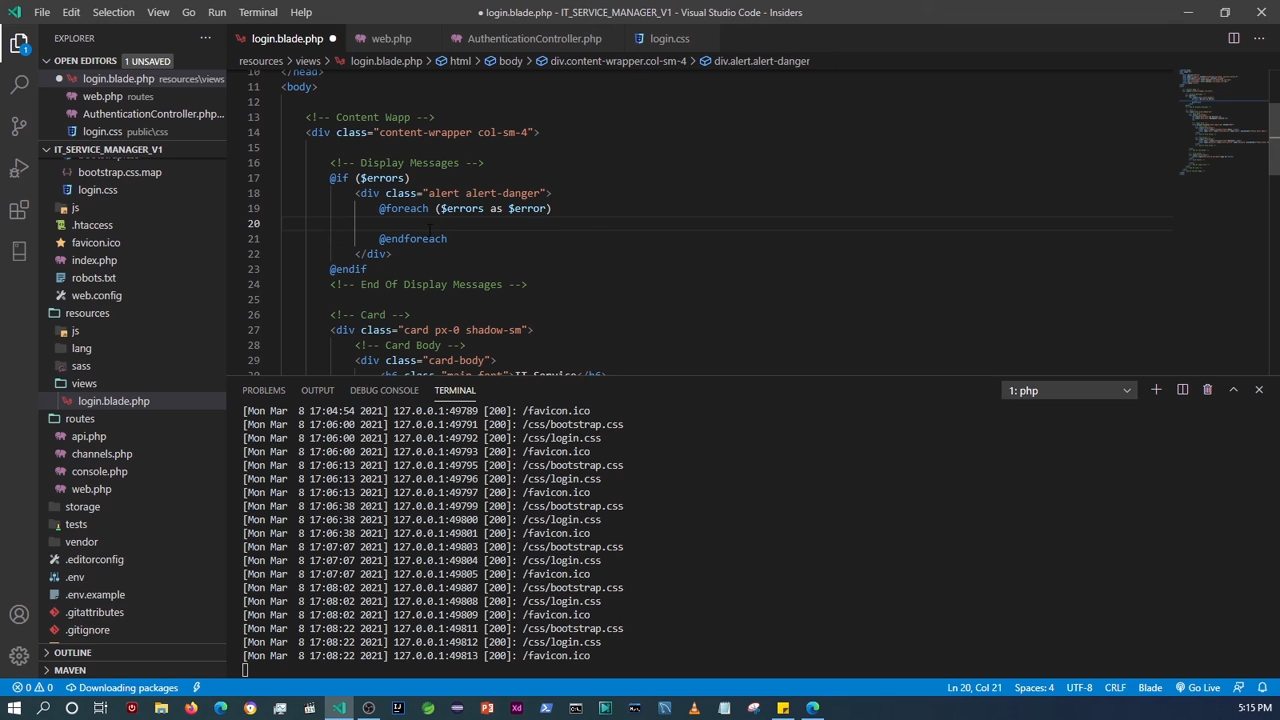 File Edit Selection View Go Run Terminal Help
login.blade.php - IT_SERVICE_MANAGER_V1 - Visual Studio Code - Insiders
EXPLORER
OPEN EDITORS 1 UNSAVED
login.blade.php resources\views
web.php routes
AuthenticationController.php...
login.css public\css
IT_SERVICE_MANAGER_V1
bootstrap.css.map
login.css
js
.htaccess
favicon.ico
index.php
robots.txt
web.config
resources
js
lang
sass
views
login.blade.php
routes
api.php
channels.php
console.php
web.php
storage
tests
vendor
.editorconfig
.env
.env.example
.gitattributes
.gitignore
OUTLINE
MAVEN
login.blade.php web.php AuthenticationController.php login.css
resources > views > login.blade.php > html > body > div.content-wrapper.col-sm-4 > div.alert.alert-danger
10 </head>
11 <body>
12
13 <!-- Content Wapp -->
14 <div class="content-wrapper col-sm-4">
15
16 <!-- Display Messages -->
17 @if ($errors)
18 <div class="alert alert-danger">
19 @foreach ($errors as $error)
20
21 @endforeach
22 </div>
23 @endif
24 <!-- End Of Display Messages -->
25
26 <!-- Card -->
27 <div class="card px-0 shadow-sm">
28 <!-- Card Body -->
29 <div class="card-body">
<h6 class="main-font">IT Service</h6>
PROBLEMS OUTPUT DEBUG CONSOLE TERMINAL 1: php
[Mon Mar  8 17:04:54 2021] 127.0.0.1:49789 [200]: /favicon.ico
[Mon Mar  8 17:06:00 2021] 127.0.0.1:49791 [200]: /css/bootstrap.css
[Mon Mar  8 17:06:00 2021] 127.0.0.1:49792 [200]: /css/login.css
[Mon Mar  8 17:06:00 2021] 127.0.0.1:49793 [200]: /favicon.ico
[Mon Mar  8 17:06:13 2021] 127.0.0.1:49795 [200]: /css/bootstrap.css
[Mon Mar  8 17:06:13 2021] 127.0.0.1:49796 [200]: /css/login.css
[Mon Mar  8 17:06:13 2021] 127.0.0.1:49797 [200]: /favicon.ico
[Mon Mar  8 17:06:38 2021] 127.0.0.1:49799 [200]: /css/bootstrap.css
[Mon Mar  8 17:06:38 2021] 127.0.0.1:49800 [200]: /css/login.css
[Mon Mar  8 17:06:38 2021] 127.0.0.1:49801 [200]: /favicon.ico
[Mon Mar  8 17:07:07 2021] 127.0.0.1:49803 [200]: /css/bootstrap.css
[Mon Mar  8 17:07:07 2021] 127.0.0.1:49804 [200]: /css/login.css
[Mon Mar  8 17:07:07 2021] 127.0.0.1:49805 [200]: /favicon.ico
[Mon Mar  8 17:08:02 2021] 127.0.0.1:49807 [200]: /css/bootstrap.css
[Mon Mar  8 17:08:02 2021] 127.0.0.1:49808 [200]: /css/login.css
[Mon Mar  8 17:08:02 2021] 127.0.0.1:49809 [200]: /favicon.ico
[Mon Mar  8 17:08:22 2021] 127.0.0.1:49811 [200]: /css/bootstrap.css
[Mon Mar  8 17:08:22 2021] 127.0.0.1:49812 [200]: /css/login.css
[Mon Mar  8 17:08:22 2021] 127.0.0.1:49813 [200]: /favicon.ico
0 0 Downloading packages Ln 20, Col 21 Spaces: 4 UTF-8 CRLF Blade Go Live
5:15 PM